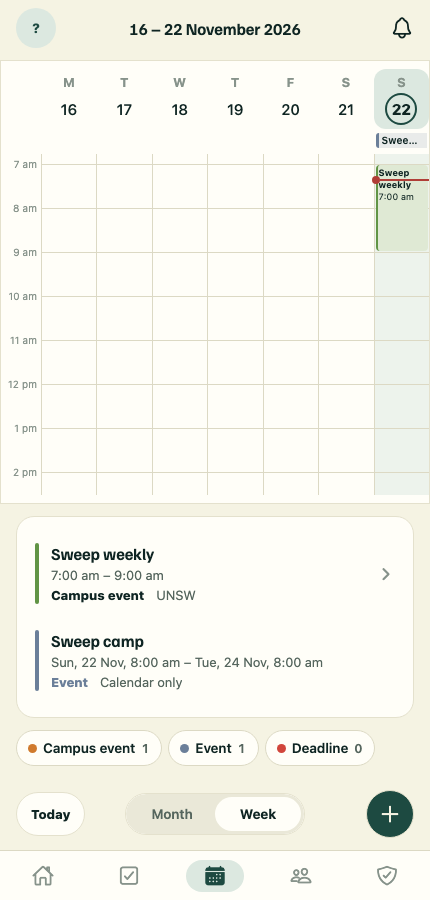 ?
16 – 22 November 2026
M T W T F S S
16 17 18 19 20 21 22
Swee...
7 am
Sweep
weekly
7:00 am
8 am
9 am
10 am
11 am
12 pm
1 pm
2 pm
Sweep weekly
7:00 am – 9:00 am
Campus event UNSW
Sweep camp
Sun, 22 Nov, 8:00 am – Tue, 24 Nov, 8:00 am
Event Calendar only
Campus event 1 Event 1 Deadline 0
Today Month Week